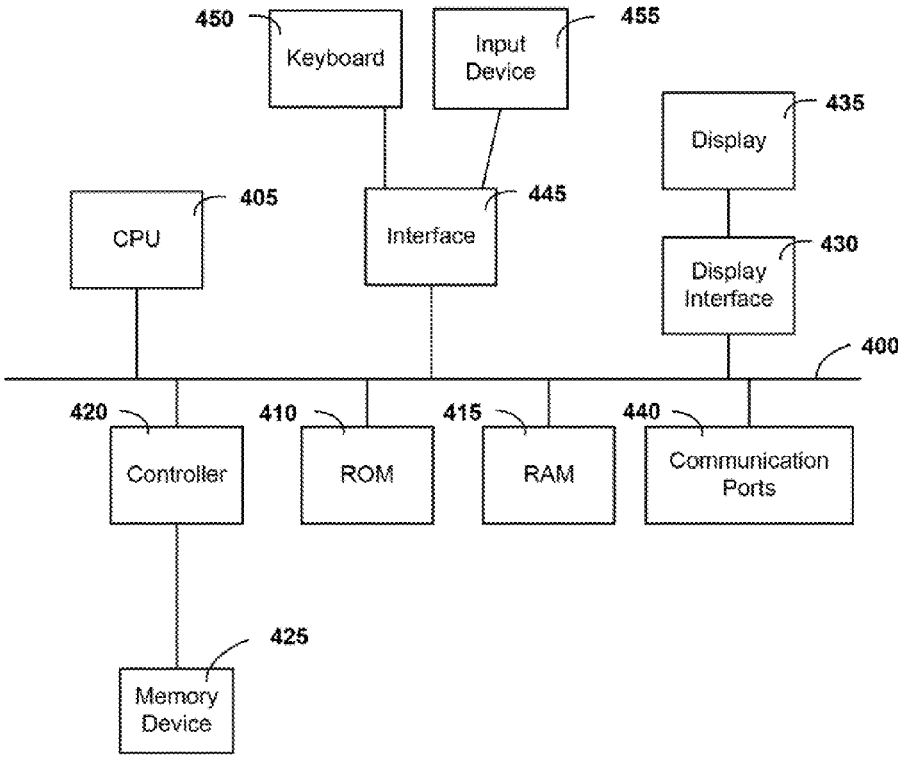 450
Keyboard
455
Input
Device
435
Display
405
CPU
445
Interface
430
Display
Interface
400
420
Controller
410
ROM
415
RAM
440
Communication
Ports
425
Memory
Device